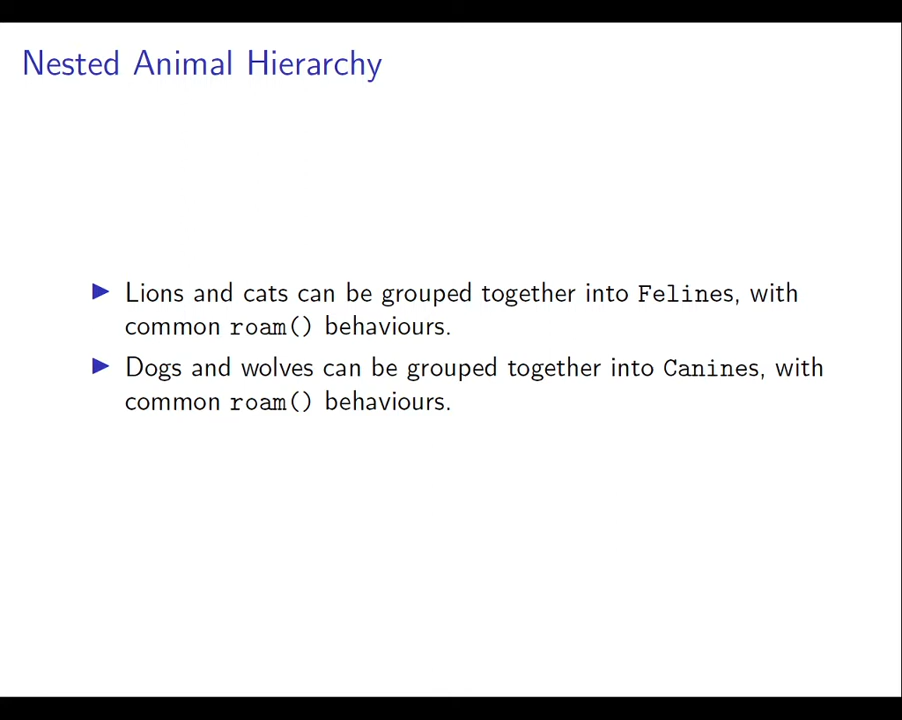 Nested Animal Hierarchy
Lions and cats can be grouped together into Felines, with
common roam() behaviours.
Dogs and wolves can be grouped together into Canines, with
common roam() behaviours.